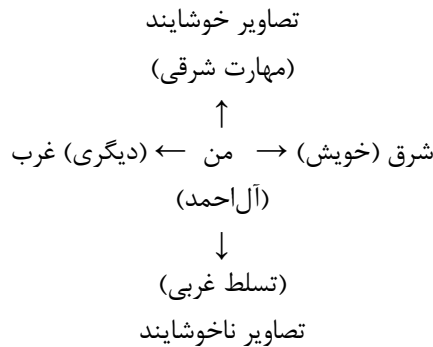 تصاویر خوشایند
(مهارت شرقی)
↑
شرق (خویش) → من ← (دیگری) غرب
(آل‌احمد)
↓
(تسلط غربی)
تصاویر ناخوشایند